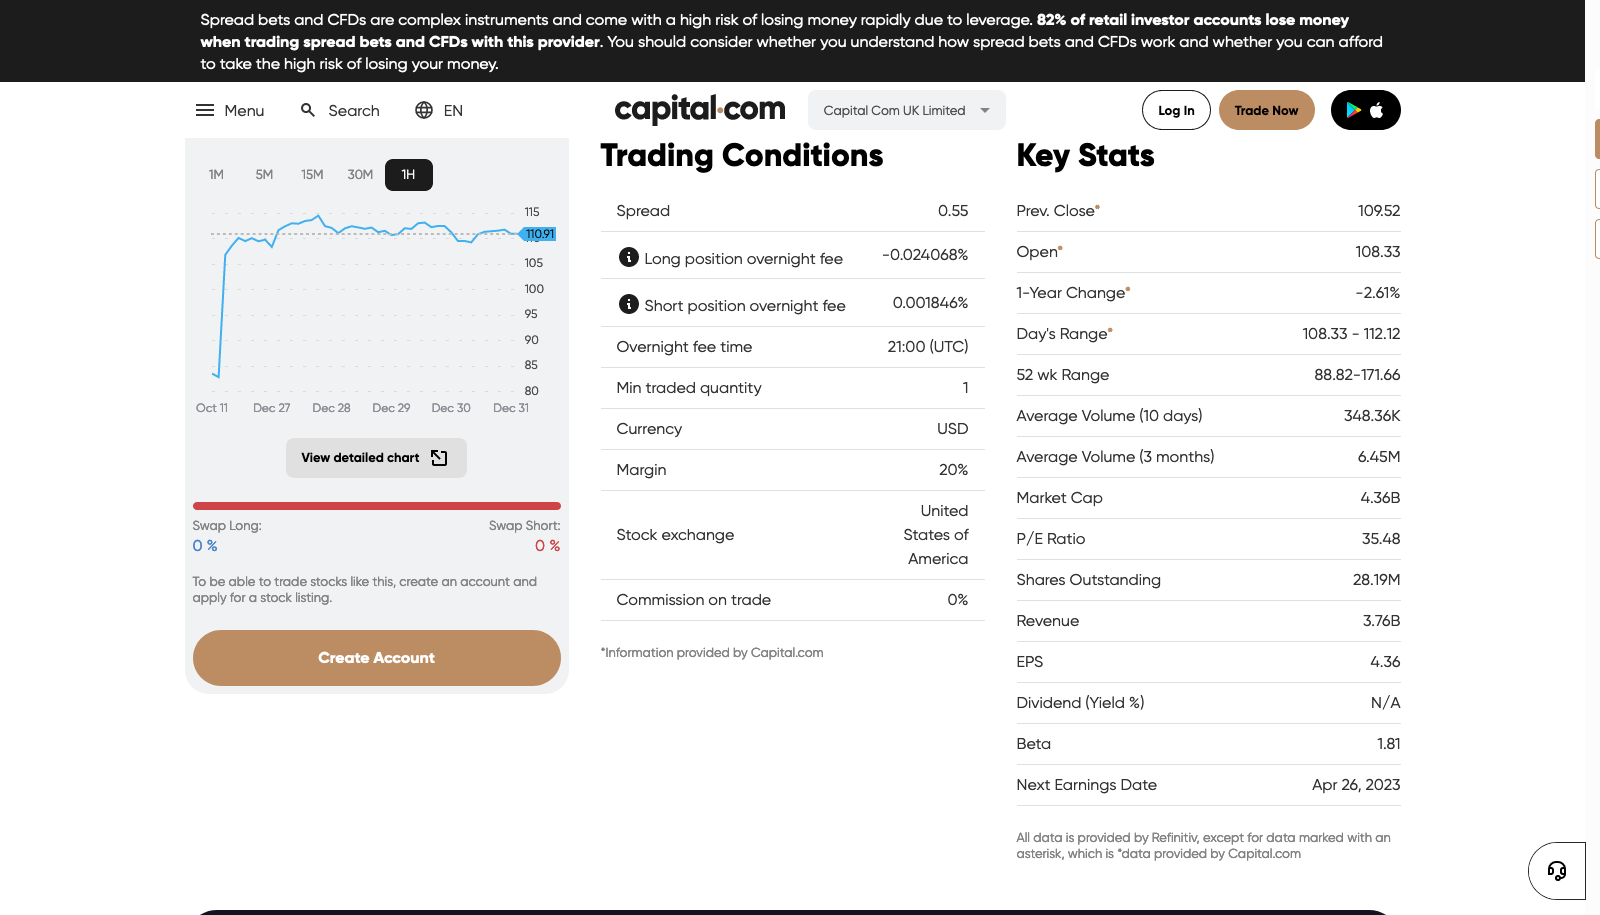 Spread bets and CFDs are complex instruments and come with a high risk of losing money rapidly due to leverage. 82% of retail investor accounts lose money
when trading spread bets and CFDs with this provider. You should consider whether you understand how spread bets and CFDs work and whether you can afford
to take the high risk of losing your money.
Menu Search EN capital.com Capital Com UK Limited Log In Trade Now
1M 5M 15M 30M 1H
115
110.91
105
100
95
90
85
80
Oct 11 Dec 27 Dec 28 Dec 29 Dec 30 Dec 31
View detailed chart
Swap Long: Swap Short:
0 % 0 %
To be able to trade stocks like this, create an account and
apply for a stock listing.
Create Account
Trading Conditions
Spread 0.55
Long position overnight fee -0.024068%
Short position overnight fee 0.001846%
Overnight fee time 21:00 (UTC)
Min traded quantity 1
Currency USD
Margin 20%
Stock exchange United
States of
America
Commission on trade 0%
*Information provided by Capital.com
Key Stats
Prev. Close* 109.52
Open* 108.33
1-Year Change* -2.61%
Day's Range* 108.33 - 112.12
52 wk Range 88.82-171.66
Average Volume (10 days) 348.36K
Average Volume (3 months) 6.45M
Market Cap 4.36B
P/E Ratio 35.48
Shares Outstanding 28.19M
Revenue 3.76B
EPS 4.36
Dividend (Yield %) N/A
Beta 1.81
Next Earnings Date Apr 26, 2023
All data is provided by Refinitiv, except for data marked with an
asterisk, which is *data provided by Capital.com